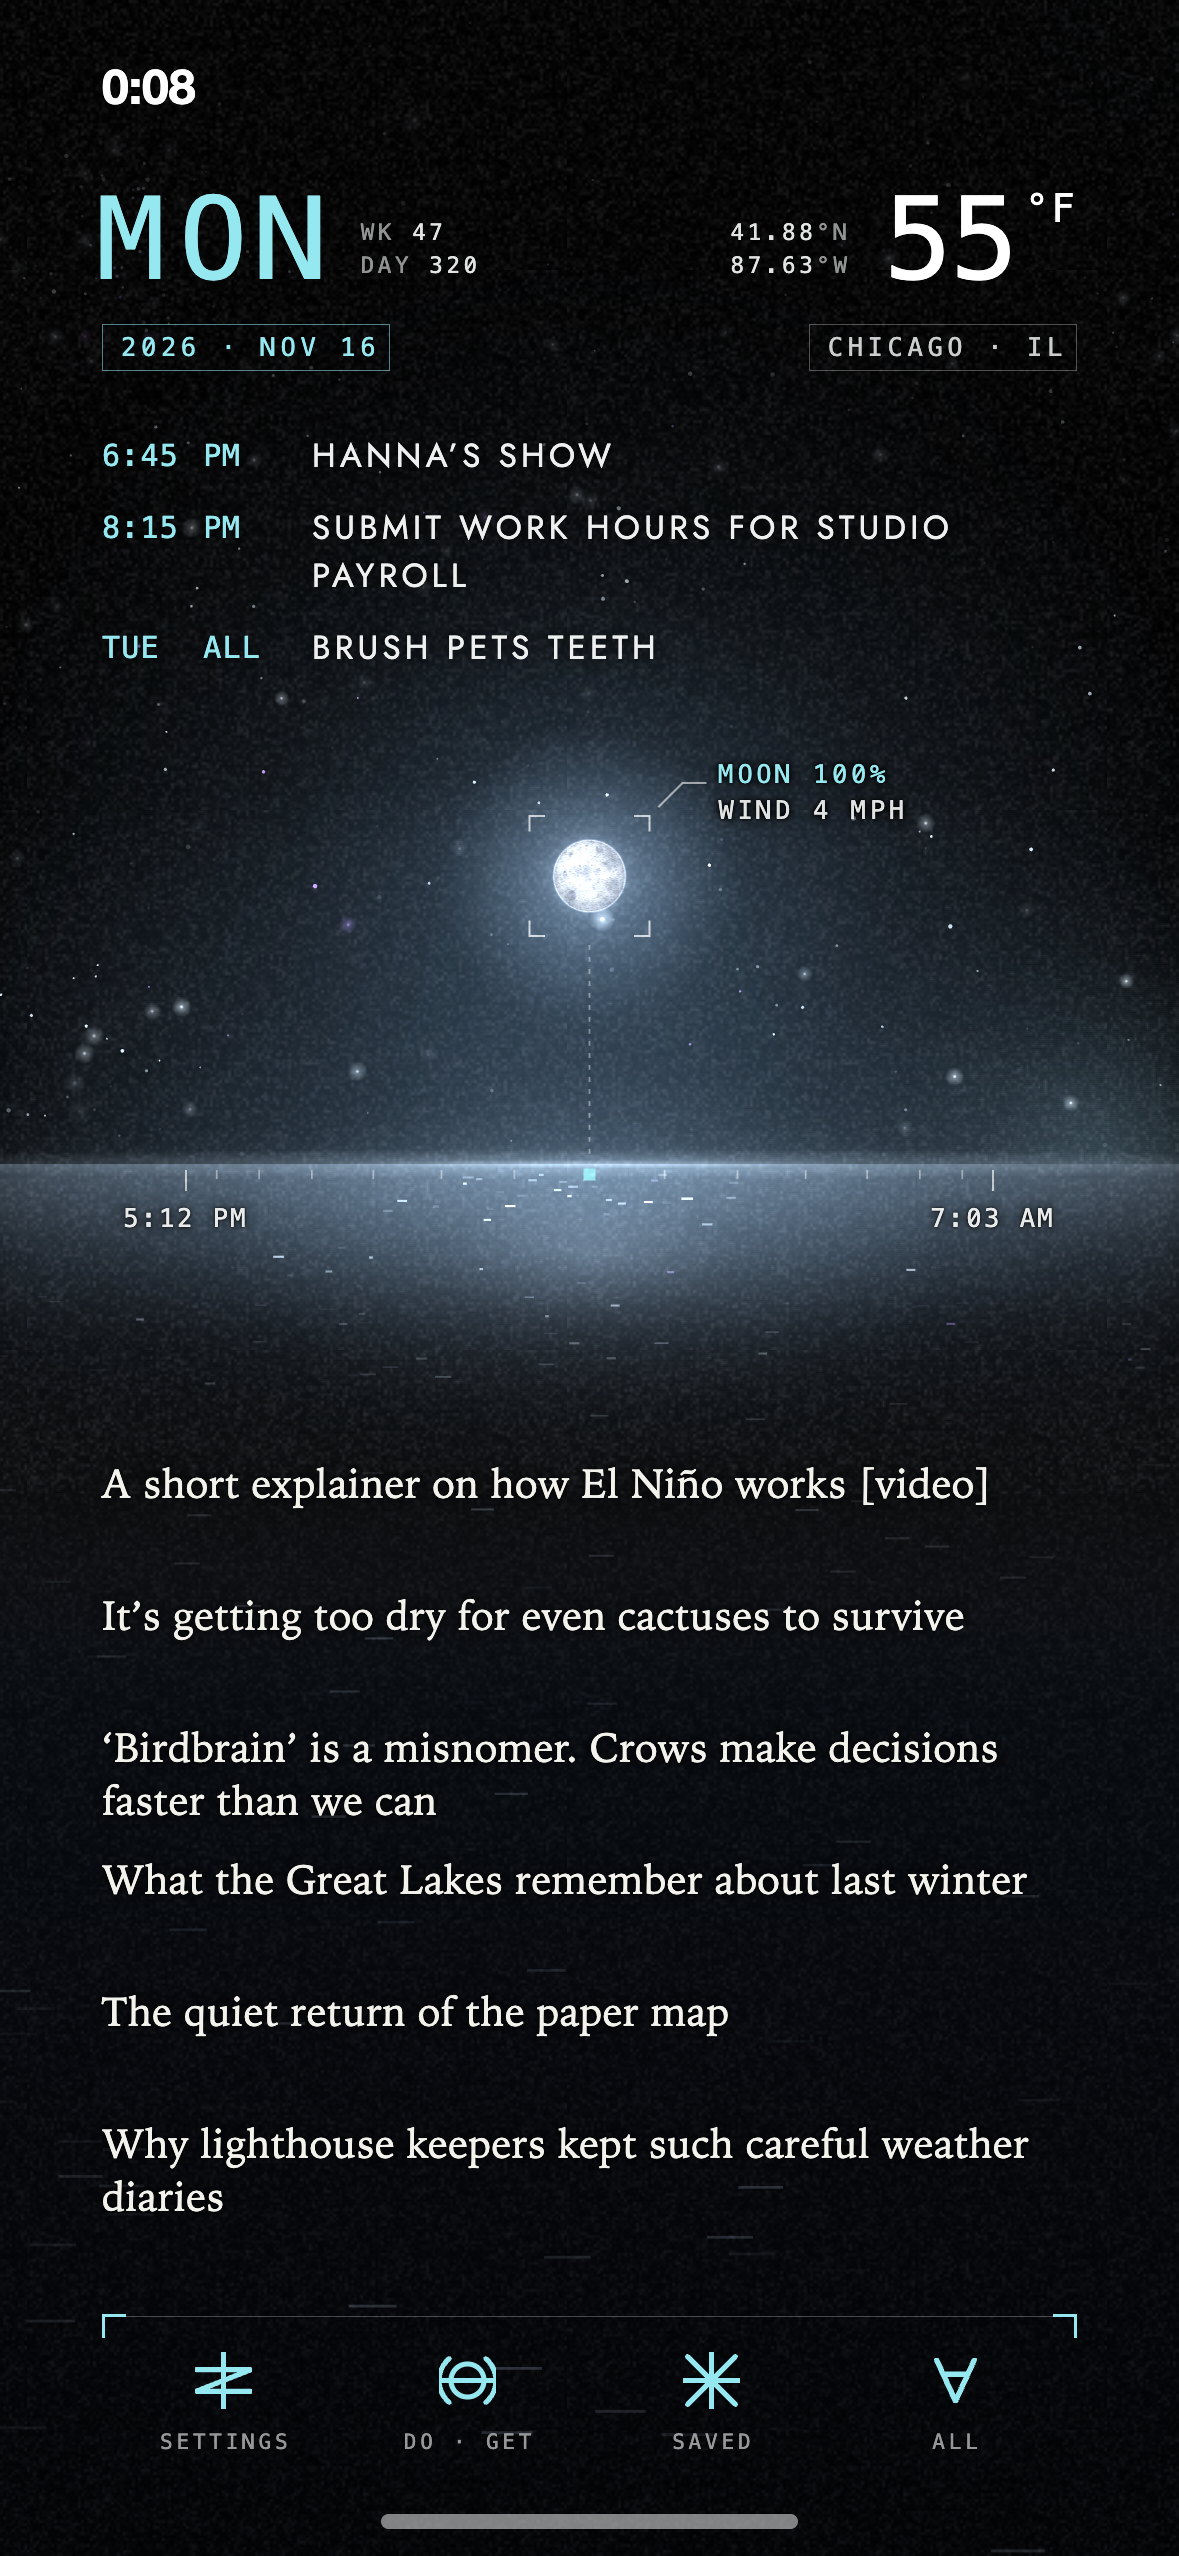 0:08
MON
WK 47
DAY 320
41.88°N
87.63°W
55°F
2026 · NOV 16
CHICAGO · IL
6:45 PM HANNA’S SHOW
8:15 PM SUBMIT WORK HOURS FOR STUDIO
PAYROLL
TUE ALL BRUSH PETS TEETH
MOON 100%
WIND 4 MPH
5:12 PM
7:03 AM
A short explainer on how El Niño works [video]
It’s getting too dry for even cactuses to survive
‘Birdbrain’ is a misnomer. Crows make decisions
faster than we can
What the Great Lakes remember about last winter
The quiet return of the paper map
Why lighthouse keepers kept such careful weather
diaries
SETTINGS
DO · GET
SAVED
ALL